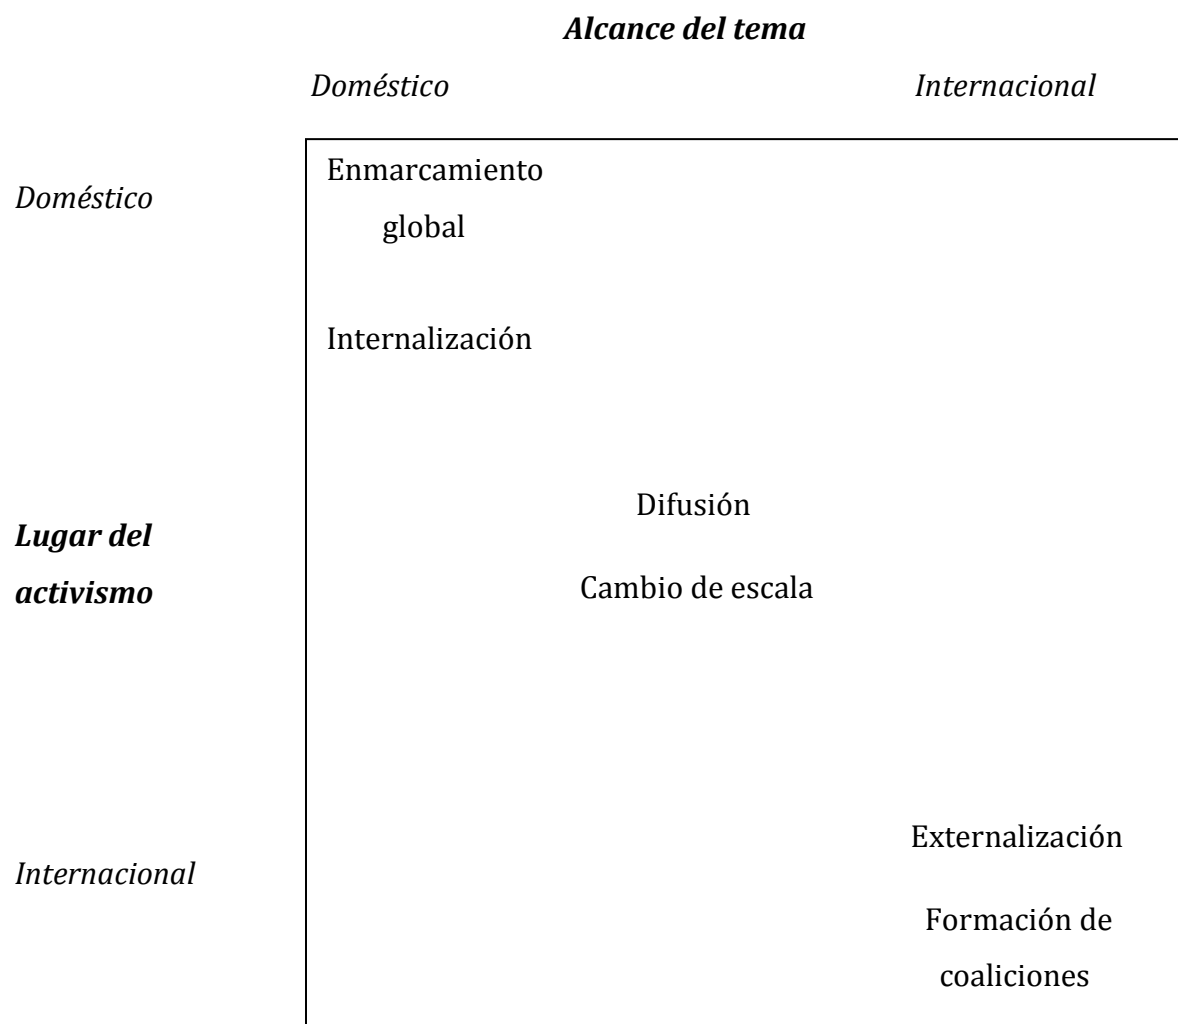 Alcance del tema
Doméstico Internacional
Doméstico
Enmarcamiento
global
Internalización
Lugar del
activismo
Difusión
Cambio de escala
Internacional
Externalización
Formación de
coaliciones